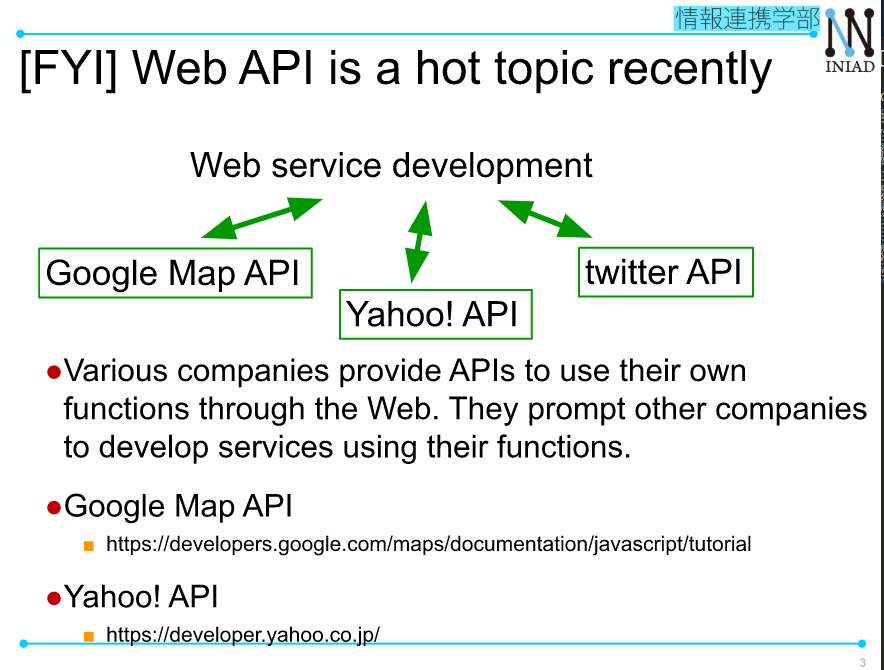 情報連携学部
INIAD
[FYI] Web API is a hot topic recently
Web service development
Google Map API
Yahoo! API
twitter API
●Various companies provide APIs to use their own
functions through the Web. They prompt other companies
to develop services using their functions.
●Google Map API
■ https://developers.google.com/maps/documentation/javascript/tutorial
●Yahoo! API
■ https://developer.yahoo.co.jp/
3